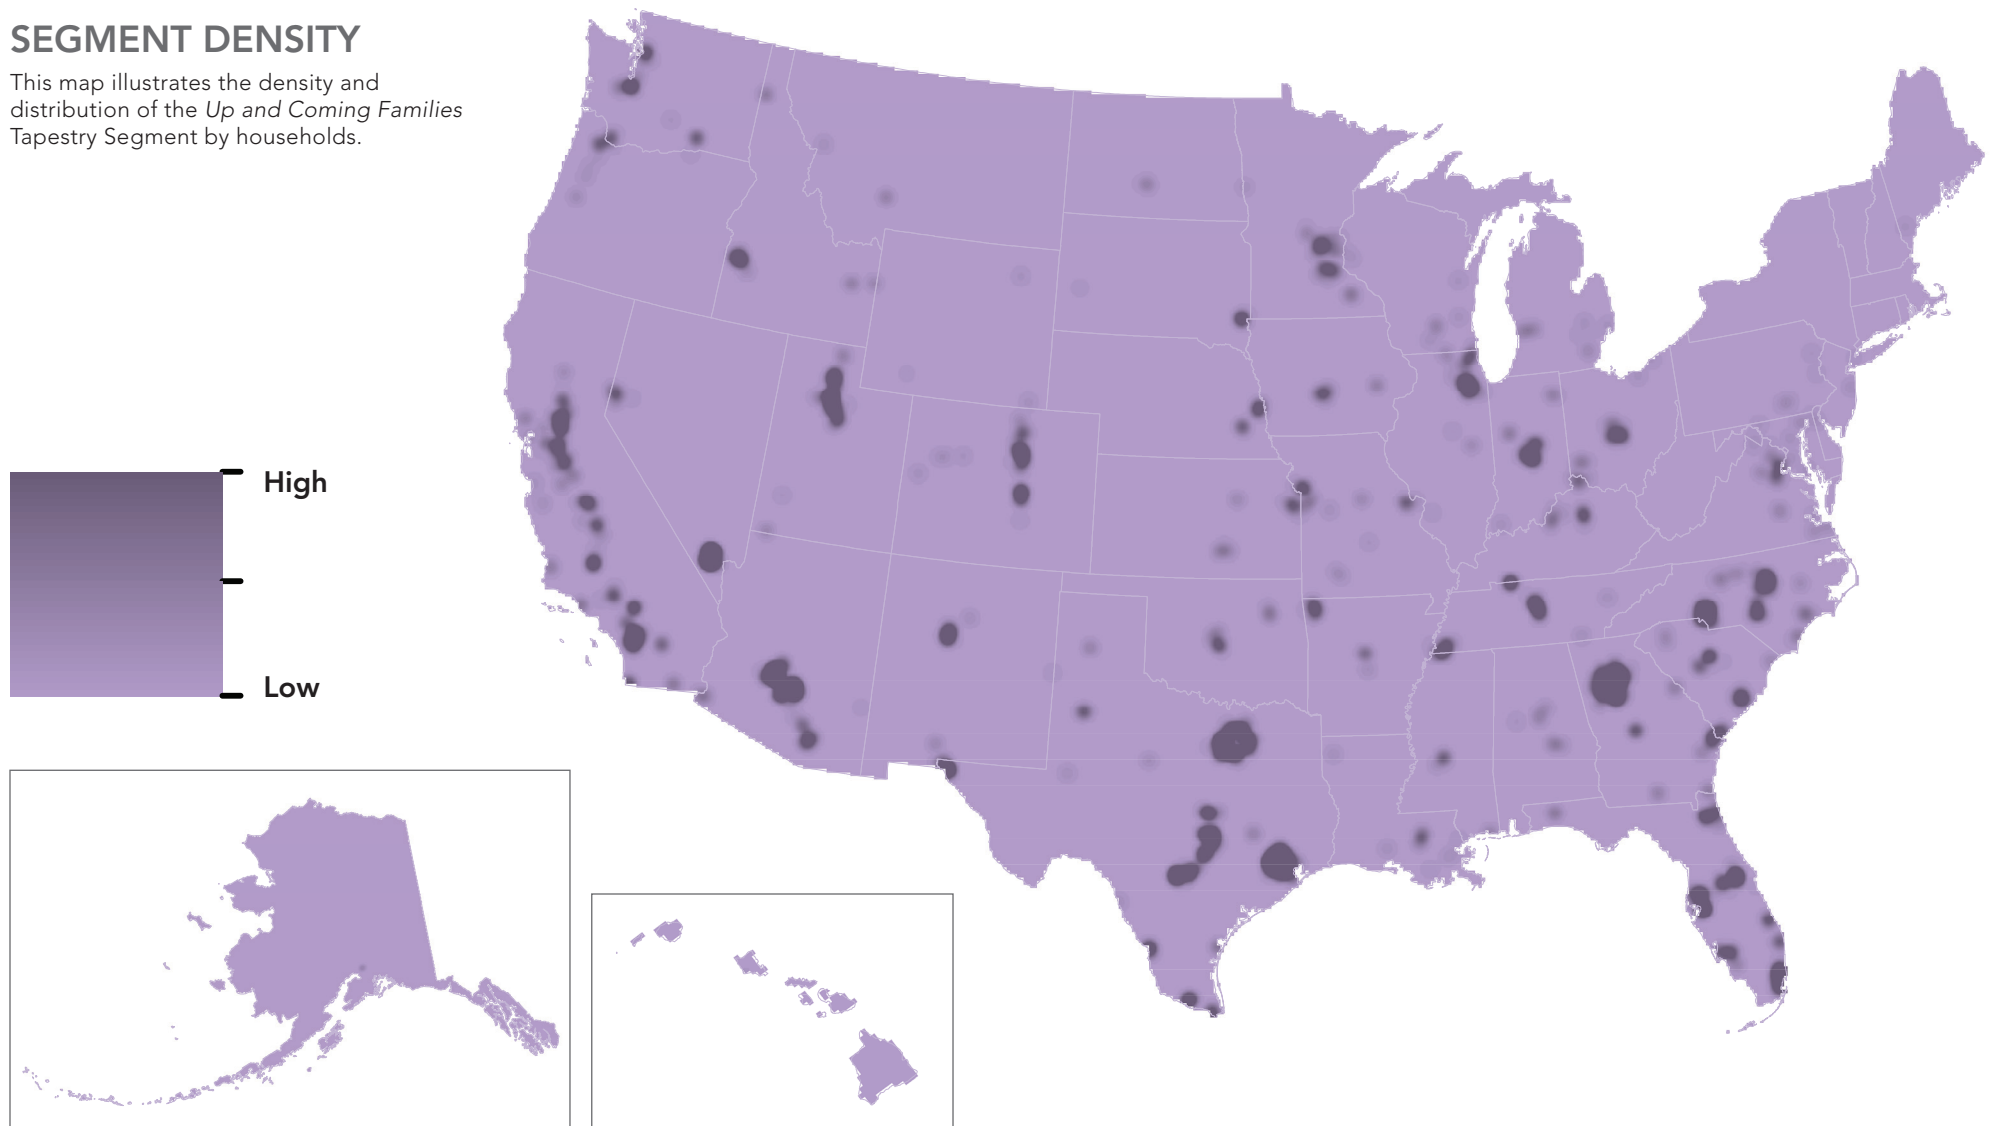 SEGMENT DENSITY
This map illustrates the density and
distribution of the Up and Coming Families
Tapestry Segment by households.
High
Low